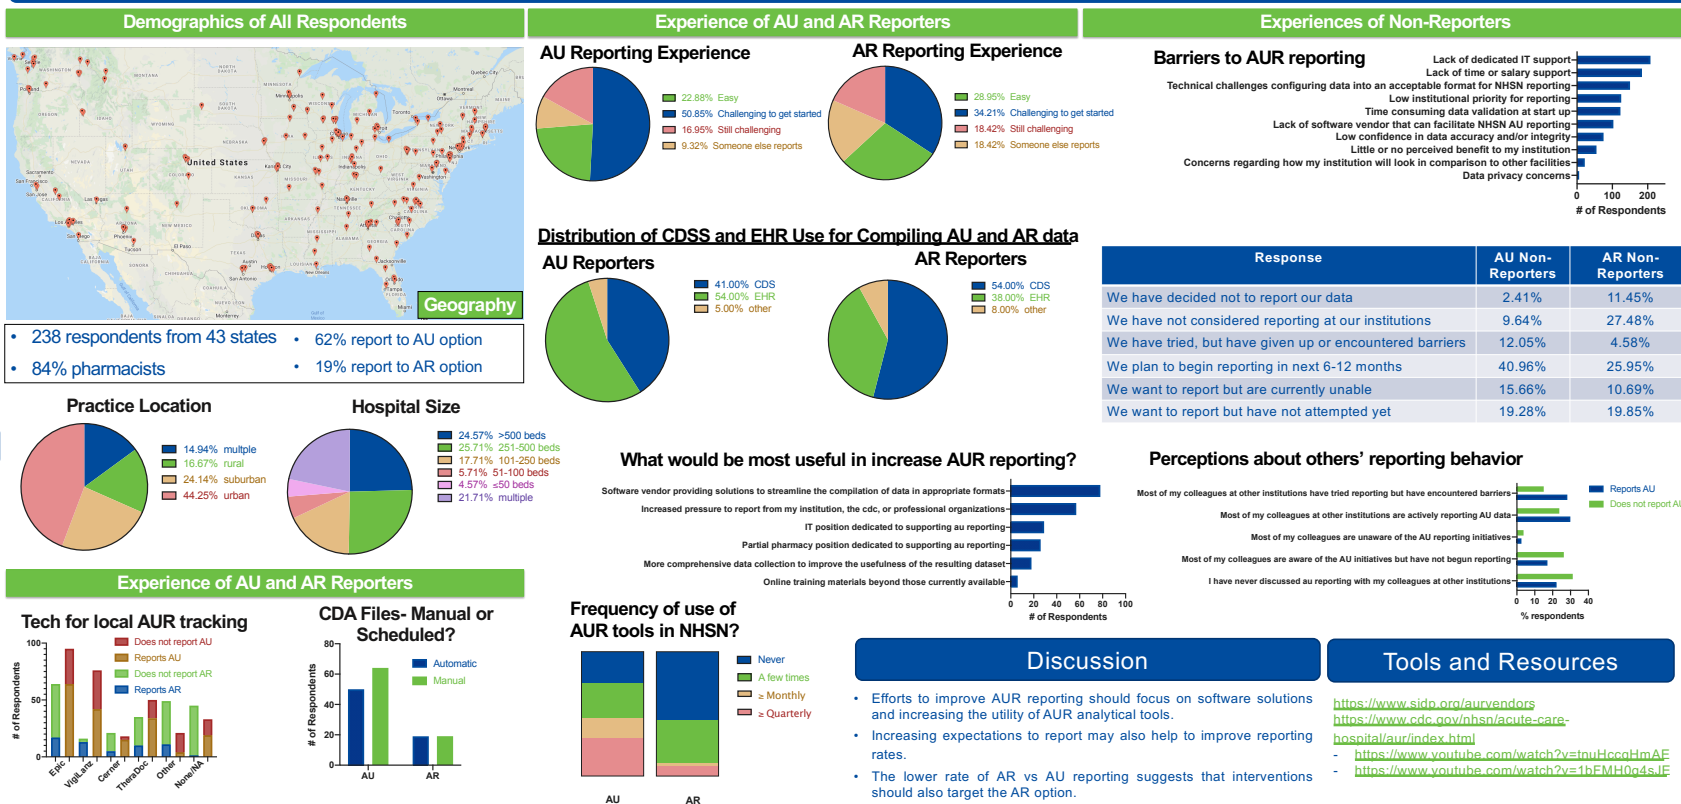 Demographics of All Respondents
United States
Geography
• 238 respondents from 43 states
• 84% pharmacists
• 62% report to AU option
• 19% report to AR option
Practice Location
14.94% multple
16.67% rural
24.14% suburban
44.25% urban
Hospital Size
24.57% >500 beds
25.71% 251-500 beds
17.71% 101-250 beds
5.71% 51-100 beds
4.57% ≤50 beds
21.71% multiple
Experience of AU and AR Reporters
Tech for local AUR tracking
# of Respondents
100
50
0
Does not report AU
Reports AU
Does not report AR
Reports AR
Epic
VigiLanz
Cerner
TheraDoc
Other
None/NA
CDA Files- Manual or
Scheduled?
# of Respondents
80
60
40
20
0
Automatic
Manual
AU
AR
Experience of AU and AR Reporters
AU Reporting Experience
22.88% Easy
50.85% Challenging to get started
16.95% Still challenging
9.32% Someone else reports
AR Reporting Experience
28.95% Easy
34.21% Challenging to get started
18.42% Still challenging
18.42% Someone else reports
Distribution of CDSS and EHR Use for Compiling AU and AR data
AU Reporters
41.00% CDS
54.00% EHR
5.00% other
AR Reporters
54.00% CDS
38.00% EHR
8.00% other
What would be most useful in increase AUR reporting?
Software vendor providing solutions to streamline the compilation of data in appropriate formats
Increased pressure to report from my institution, the cdc, or professional organizations
IT position dedicated to supporting au reporting
Partial pharmacy position dedicated to supporting au reporting
More comprehensive data collection to improve the usefulness of the resulting dataset
Online training materials beyond those currently available
0 20 40 60 80 100
# of Respondents
Frequency of use of
AUR tools in NHSN?
Never
A few times
≥ Monthly
≥ Quarterly
AU
AR
Experiences of Non-Reporters
Barriers to AUR reporting
Lack of dedicated IT support
Lack of time or salary support
Technical challenges configuring data into an acceptable format for NHSN reporting
Low institutional priority for reporting
Time consuming data validation at start up
Lack of software vendor that can facilitate NHSN AU reporting
Low confidence in data accuracy and/or integrity
Little or no perceived benefit to my institution
Concerns regarding how my institution will look in comparison to other facilities
Data privacy concerns
0 100 200
# of Respondents
Response AU Non-Reporters AR Non-Reporters
We have decided not to report our data 2.41% 11.45%
We have not considered reporting at our institutions 9.64% 27.48%
We have tried, but have given up or encountered barriers 12.05% 4.58%
We plan to begin reporting in next 6-12 months 40.96% 25.95%
We want to report but are currently unable 15.66% 10.69%
We want to report but have not attempted yet 19.28% 19.85%
Perceptions about others’ reporting behavior
Most of my colleagues at other institutions have tried reporting but have encountered barriers
Most of my colleagues at other institutions are actively reporting AU data
Most of my colleagues are unaware of the AU reporting initiatives
Most of my colleagues are aware of the AU initiatives but have not begun reporting
I have never discussed au reporting with my colleagues at other institutions
0 10 20 30 40
% respondents
Reports AU
Does not report AU
Discussion
• Efforts to improve AUR reporting should focus on software solutions
and increasing the utility of AUR analytical tools.
• Increasing expectations to report may also help to improve reporting
rates.
• The lower rate of AR vs AU reporting suggests that interventions
should also target the AR option.
Tools and Resources
https://www.sidp.org/aurvendors
https://www.cdc.gov/nhsn/acute-care-
hospital/aur/index.html
- https://www.youtube.com/watch?v=tnuHccqHmAE
- https://www.youtube.com/watch?v=1bFMH0g4sJE